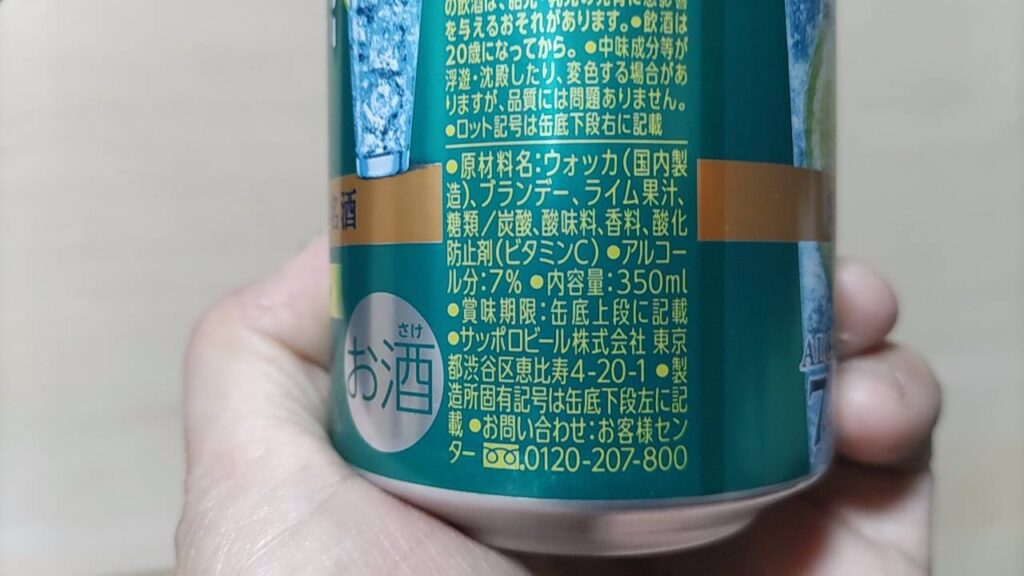 の飲酒は、胎児・乳児の発育に悪影響
を与えるおそれがあります。●飲酒は
20歳になってから。●中味成分等が
浮遊・沈殿したり、変色する場合があ
りますが、品質には問題ありません。
●ロット記号は缶底下段右に記載
●原材料名:ウォッカ(国内製
造)、ブランデー、ライム果汁、
糖類/炭酸、酸味料、香料、酸化
防止剤(ビタミンC)●アルコー
ル分:7% ●内容量:350ml
●賞味期限:缶底上段に記載
●サッポロビール株式会社 東京
都渋谷区恵比寿4-20-1 ●製
造所固有記号は缶底下段左に記
載 ●お問い合わせ:お客様セン
ター 0120-207-800
酒
さけ
お酒